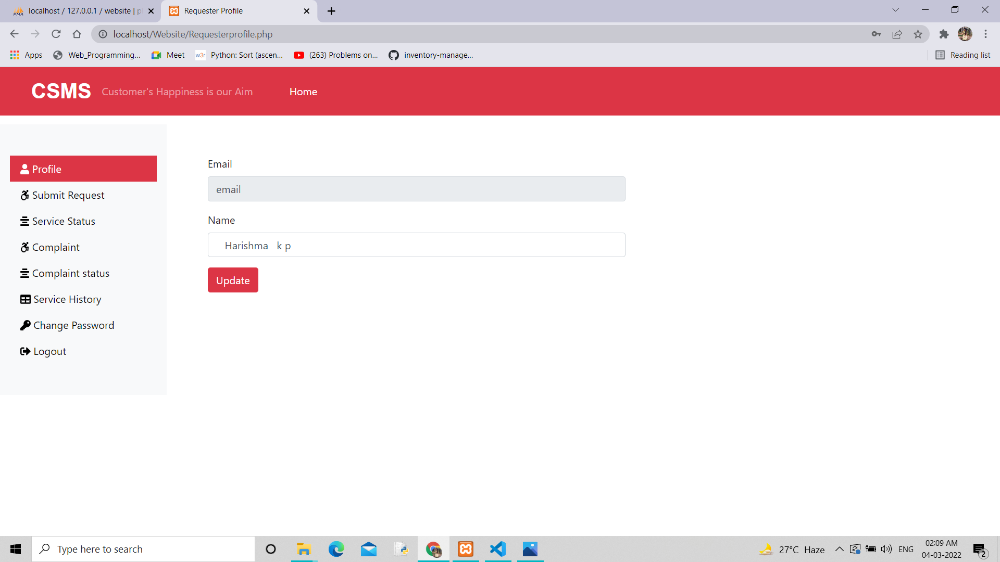 localhost / 127.0.0.1 / website | p
Requester Profile
localhost/Website/Requesterprofile.php
Apps
Web_Programming...
Meet
w3r
Python: Sort (ascen...
(263) Problems on...
inventory-manage...
Reading list
CSMS
Customer's Happiness is our Aim
Home
Profile
Submit Request
Service Status
Complaint
Complaint status
Service History
Change Password
Logout
Email
email
Name
Harishma   k p
Update
Type here to search
27°C Haze
ENG
02:09 AM
04-03-2022
2